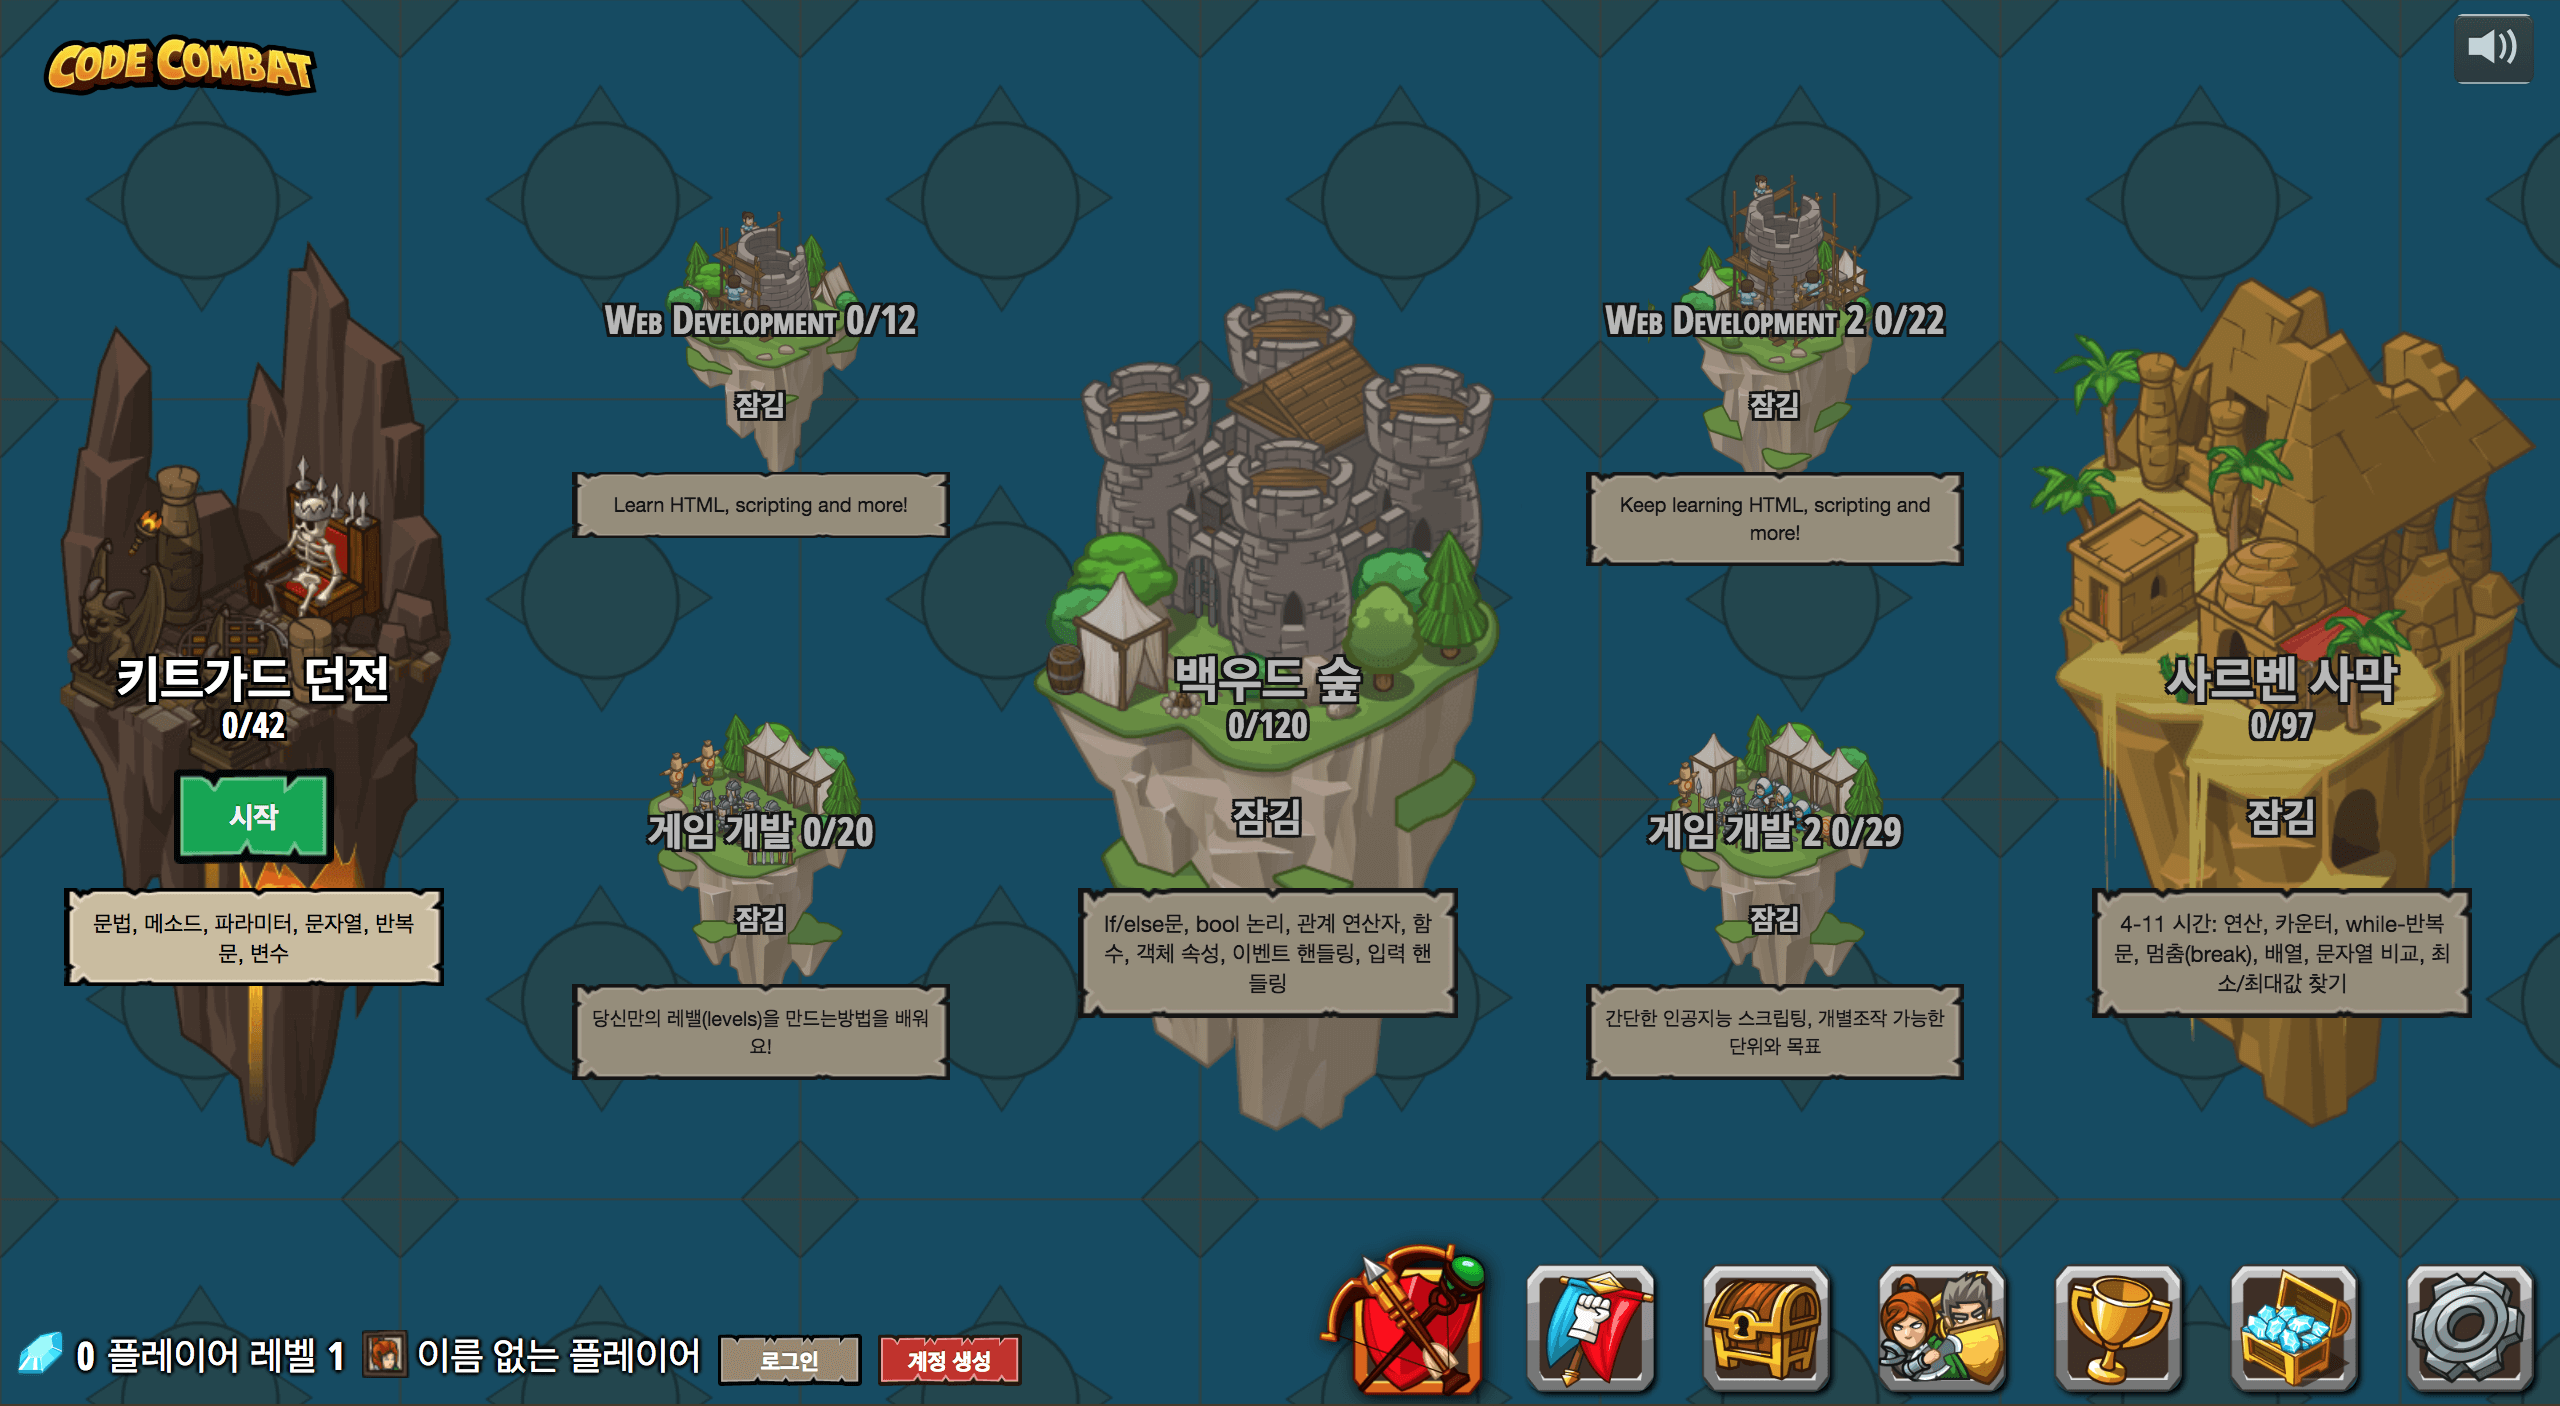 CODE COMBAT
키트가드 던전
0/42
시작
문법, 메소드, 파라미터, 문자열, 반복
문, 변수
Web Development 0/12
잠김
Learn HTML, scripting and more!
게임 개발 0/20
잠김
당신만의 레밸(levels)을 만드는방법을 배워
요!
백우드 숲
0/120
잠김
If/else문, bool 논리, 관계 연산자, 함
수, 객체 속성, 이벤트 핸들링, 입력 핸
들링
Web Development 2 0/22
잠김
Keep learning HTML, scripting and
more!
게임 개발 2 0/29
잠김
간단한 인공지능 스크립팅, 개별조작 가능한
단위와 목표
사르벤 사막
0/97
잠김
4-11 시간: 연산, 카운터, while-반복
문, 멈춤(break), 배열, 문자열 비교, 최
소/최대값 찾기
0 플레이어 레벨 1 이름 없는 플레이어 로그인 계정 생성